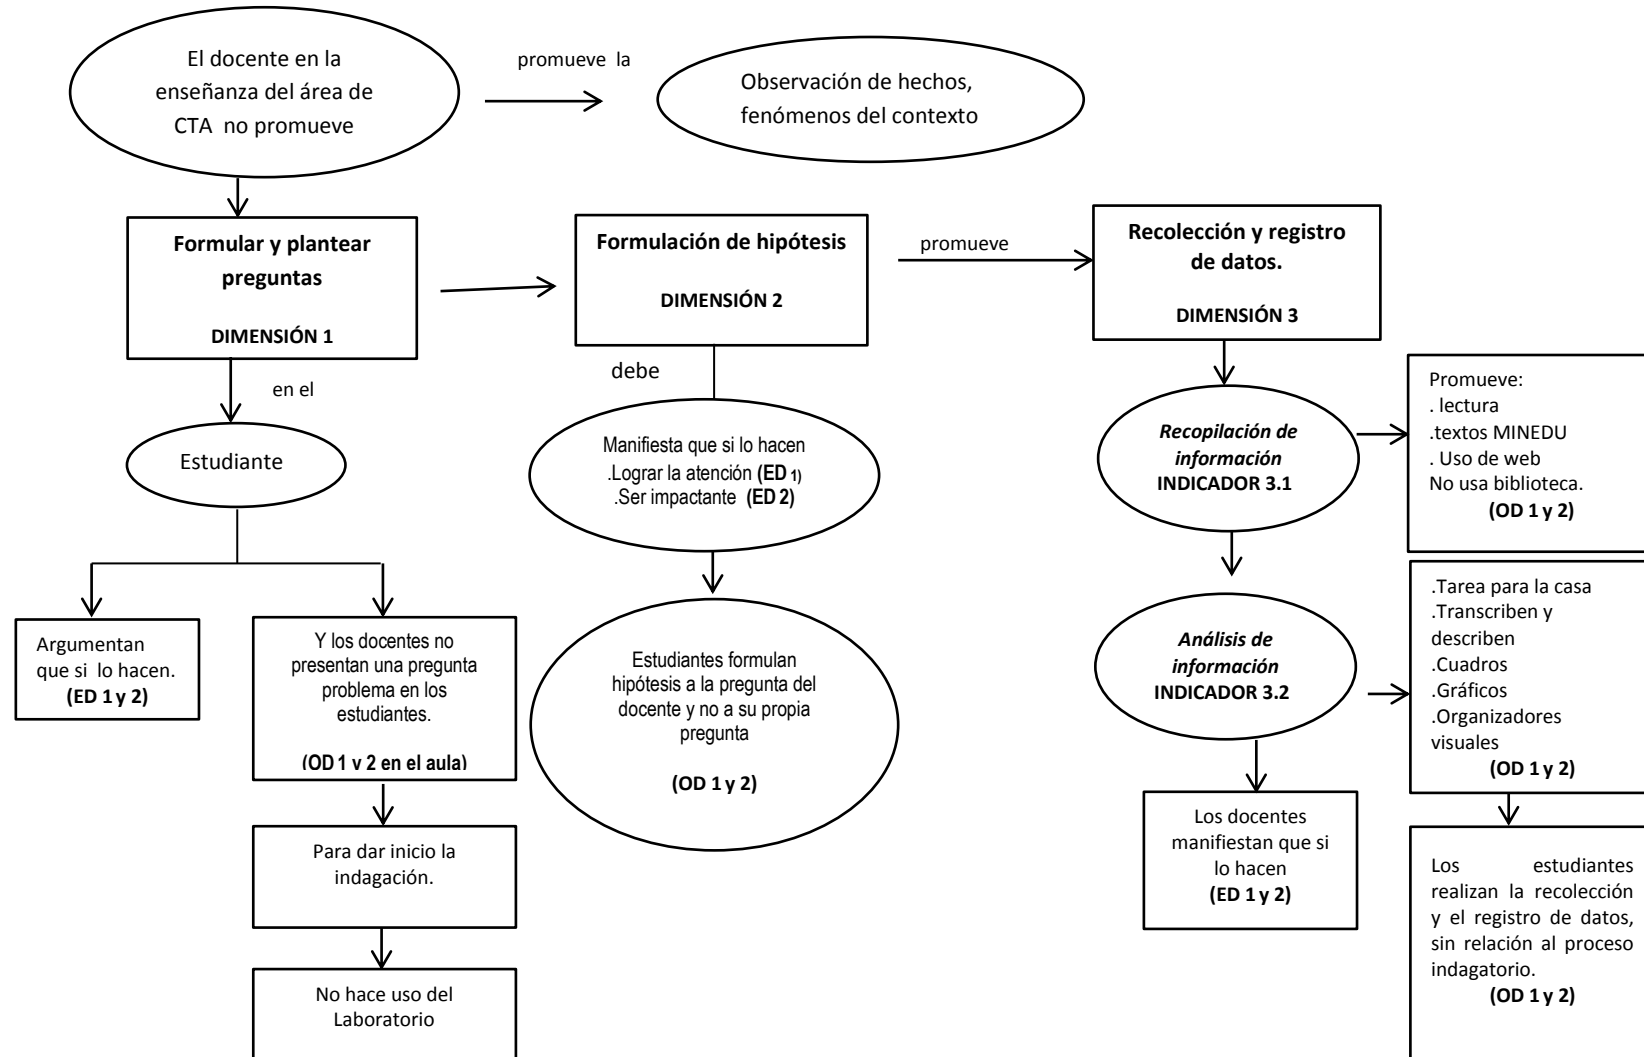 El docente en la
enseñanza del área de
CTA no promueve
promueve la
Observación de hechos,
fenómenos del contexto
Formular y plantear
preguntas
DIMENSIÓN 1
Formulación de hipótesis
DIMENSIÓN 2
promueve
Recolección y registro
de datos.
DIMENSIÓN 3
en el
Estudiante
debe
Manifiesta que si lo hacen
.Lograr la atención (ED 1)
.Ser impactante (ED 2)
Recopilación de
información
INDICADOR 3.1
Promueve:
. lectura
.textos MINEDU
. Uso de web
No usa biblioteca.
(OD 1 y 2)
Argumentan
que si lo hacen.
(ED 1 y 2)
Y los docentes no
presentan una pregunta
problema en los
estudiantes.
(OD 1 y 2 en el aula)
Estudiantes formulan
hipótesis a la pregunta del
docente y no a su propia
pregunta
(OD 1 y 2)
Análisis de
información
INDICADOR 3.2
.Tarea para la casa
.Transcriben y
describen
.Cuadros
.Gráficos
.Organizadores
visuales
(OD 1 y 2)
Para dar inicio la
indagación.
Los docentes
manifiestan que si
lo hacen
(ED 1 y 2)
Los estudiantes
realizan la recolección
y el registro de datos,
sin relación al proceso
indagatorio.
(OD 1 y 2)
No hace uso del
Laboratorio